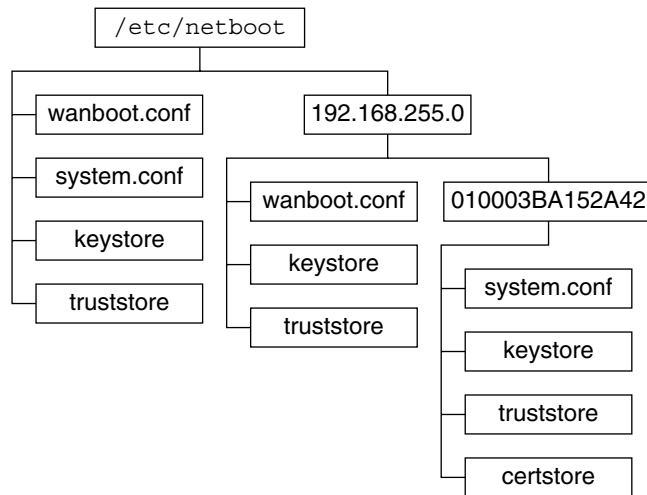 /etc/netboot
wanboot.conf
system.conf
keystore
truststore
192.168.255.0
wanboot.conf
keystore
truststore
010003BA152A42
system.conf
keystore
truststore
certstore